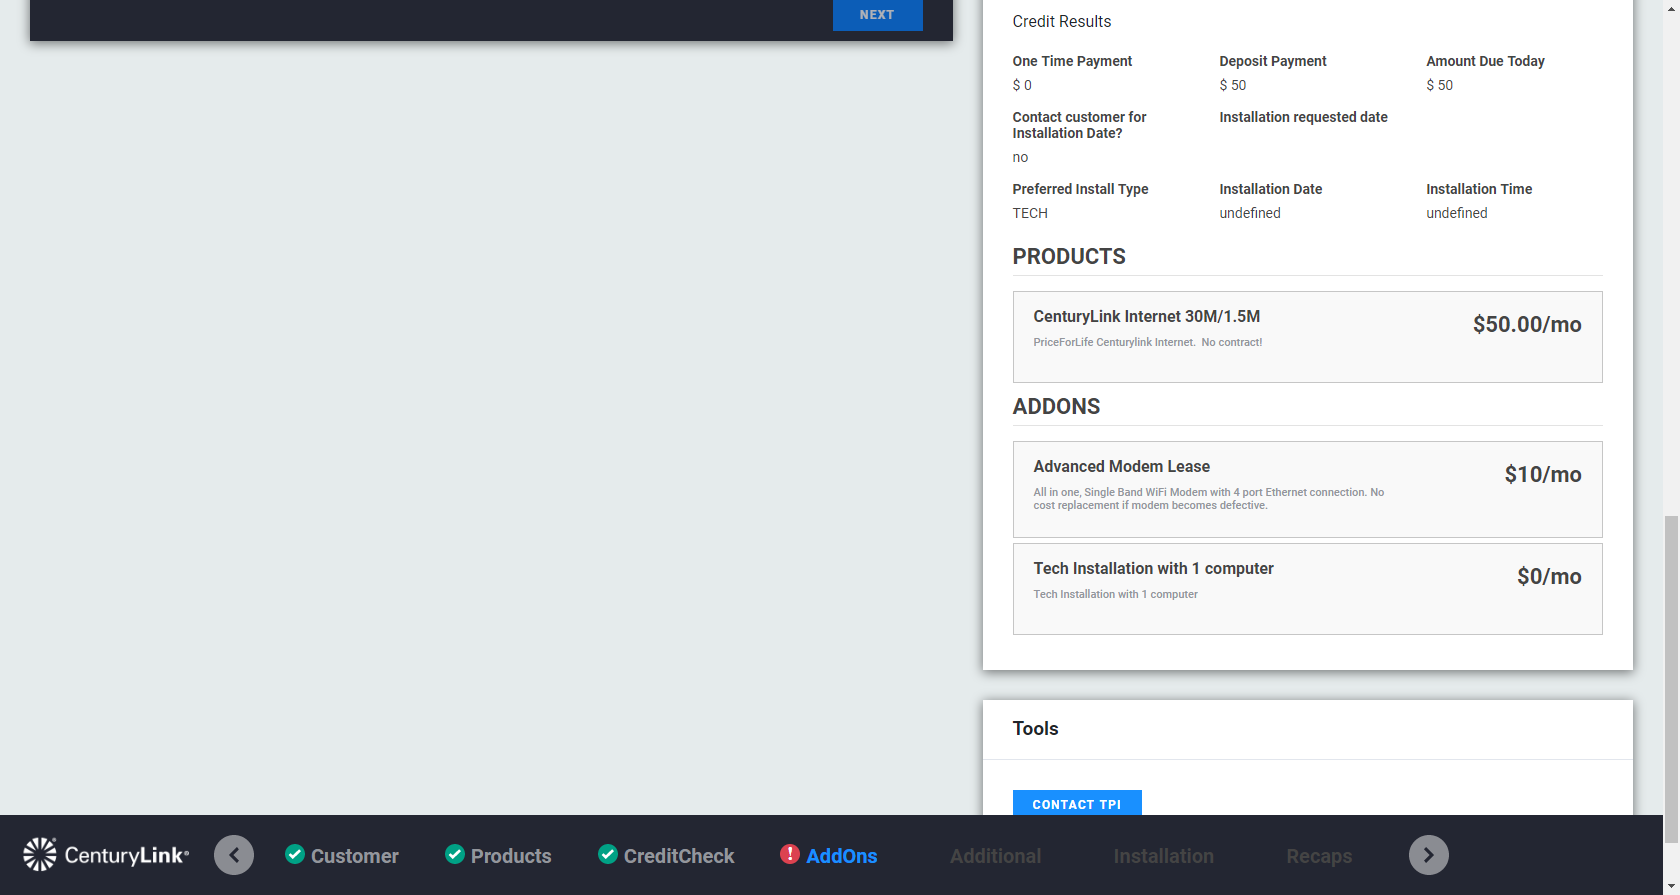 NEXT
Credit Results
One Time Payment
Deposit Payment
Amount Due Today
$ 0
$ 50
$ 50
Contact customer for
Installation Date?
Installation requested date
no
Preferred Install Type
Installation Date
Installation Time
TECH
undefined
undefined
PRODUCTS
CenturyLink Internet 30M/1.5M
$50.00/mo
PriceForLife Centurylink Internet.  No contract!
ADDONS
Advanced Modem Lease
$10/mo
All in one, Single Band WiFi Modem with 4 port Ethernet connection. No
cost replacement if modem becomes defective.
Tech Installation with 1 computer
$0/mo
Tech Installation with 1 computer
Tools
CONTACT TPI
CenturyLink®
Customer
Products
CreditCheck
AddOns
Additional
Installation
Recaps